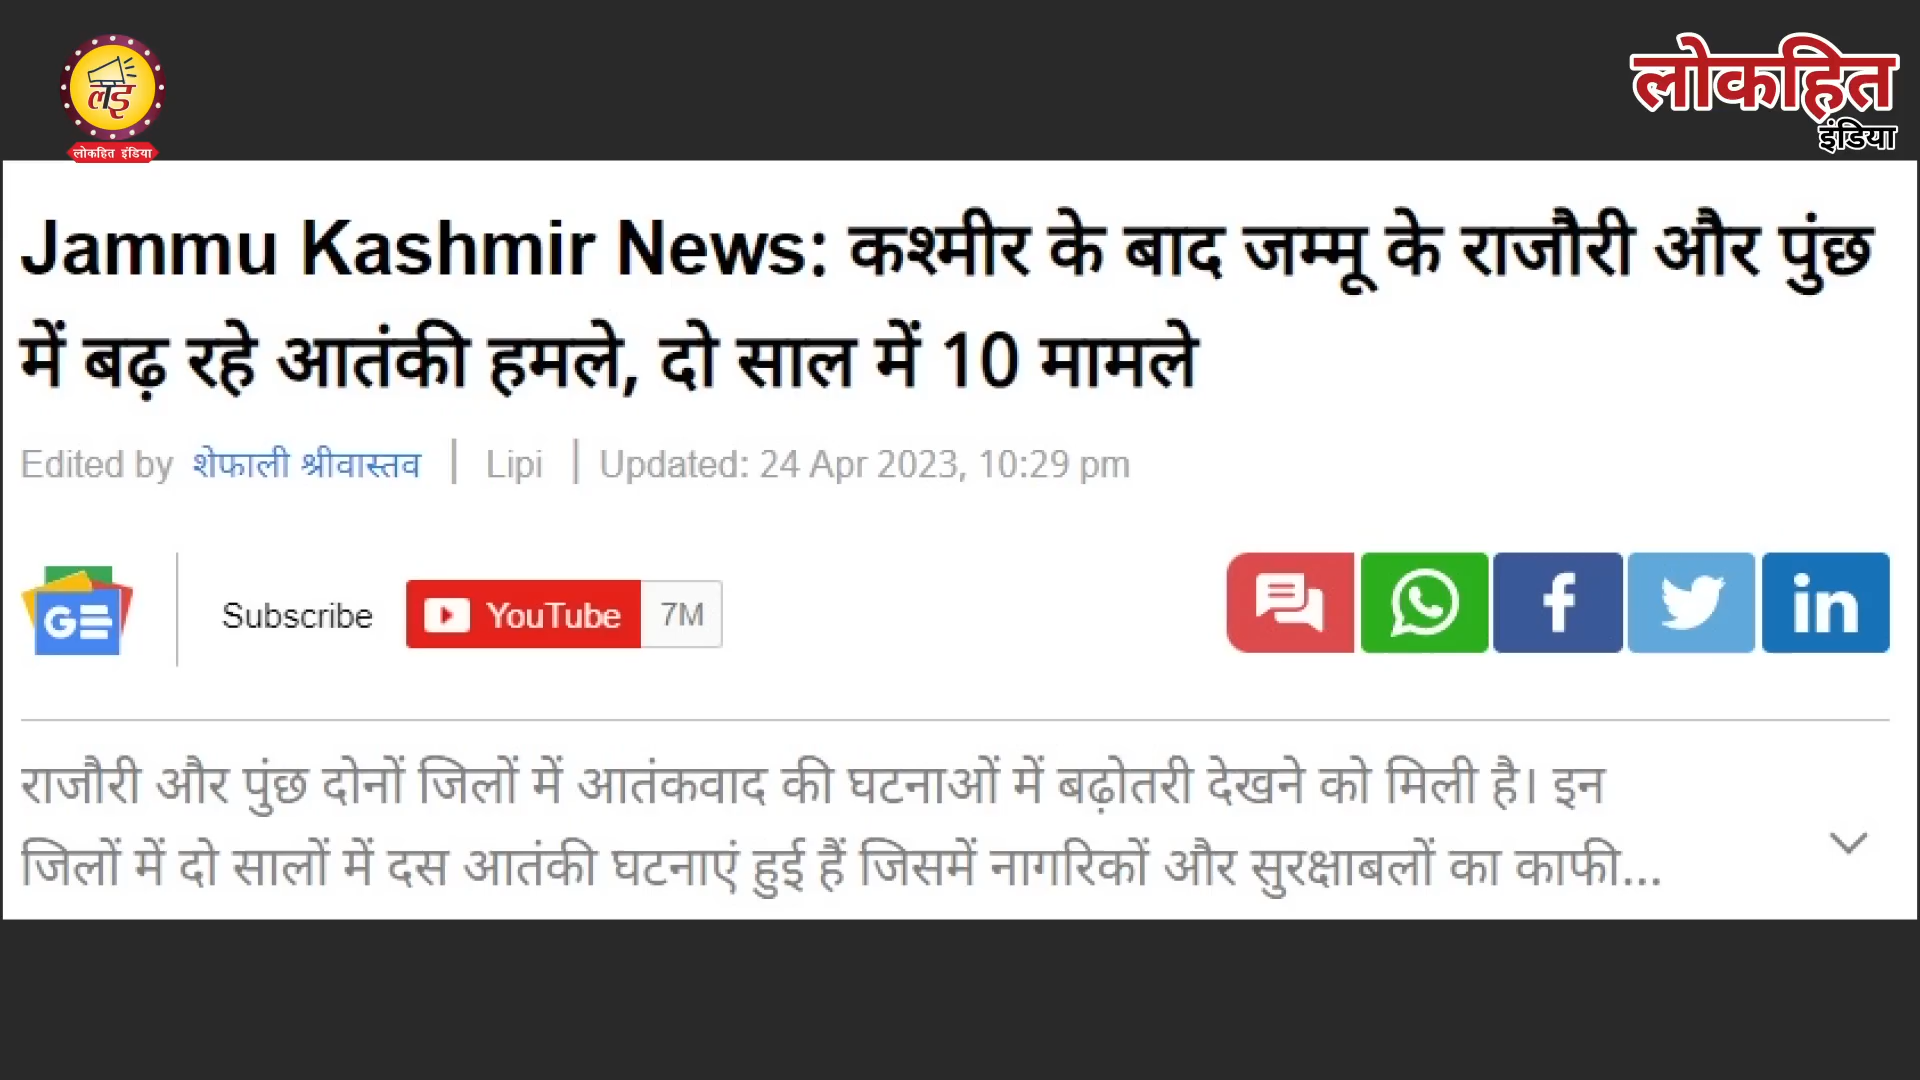 लइ
लोकहित इंडिया
लोकहित
इंडिया
Jammu Kashmir News: कश्मीर के बाद जम्मू के राजौरी और पुंछ
में बढ़ रहे आतंकी हमले, दो साल में 10 मामले
Edited by शेफाली श्रीवास्तव | Lipi | Updated: 24 Apr 2023, 10:29 pm
Subscribe YouTube 7M
राजौरी और पुंछ दोनों जिलों में आतंकवाद की घटनाओं में बढ़ोतरी देखने को मिली है। इन
जिलों में दो सालों में दस आतंकी घटनाएं हुई हैं जिसमें नागरिकों और सुरक्षाबलों का काफी...